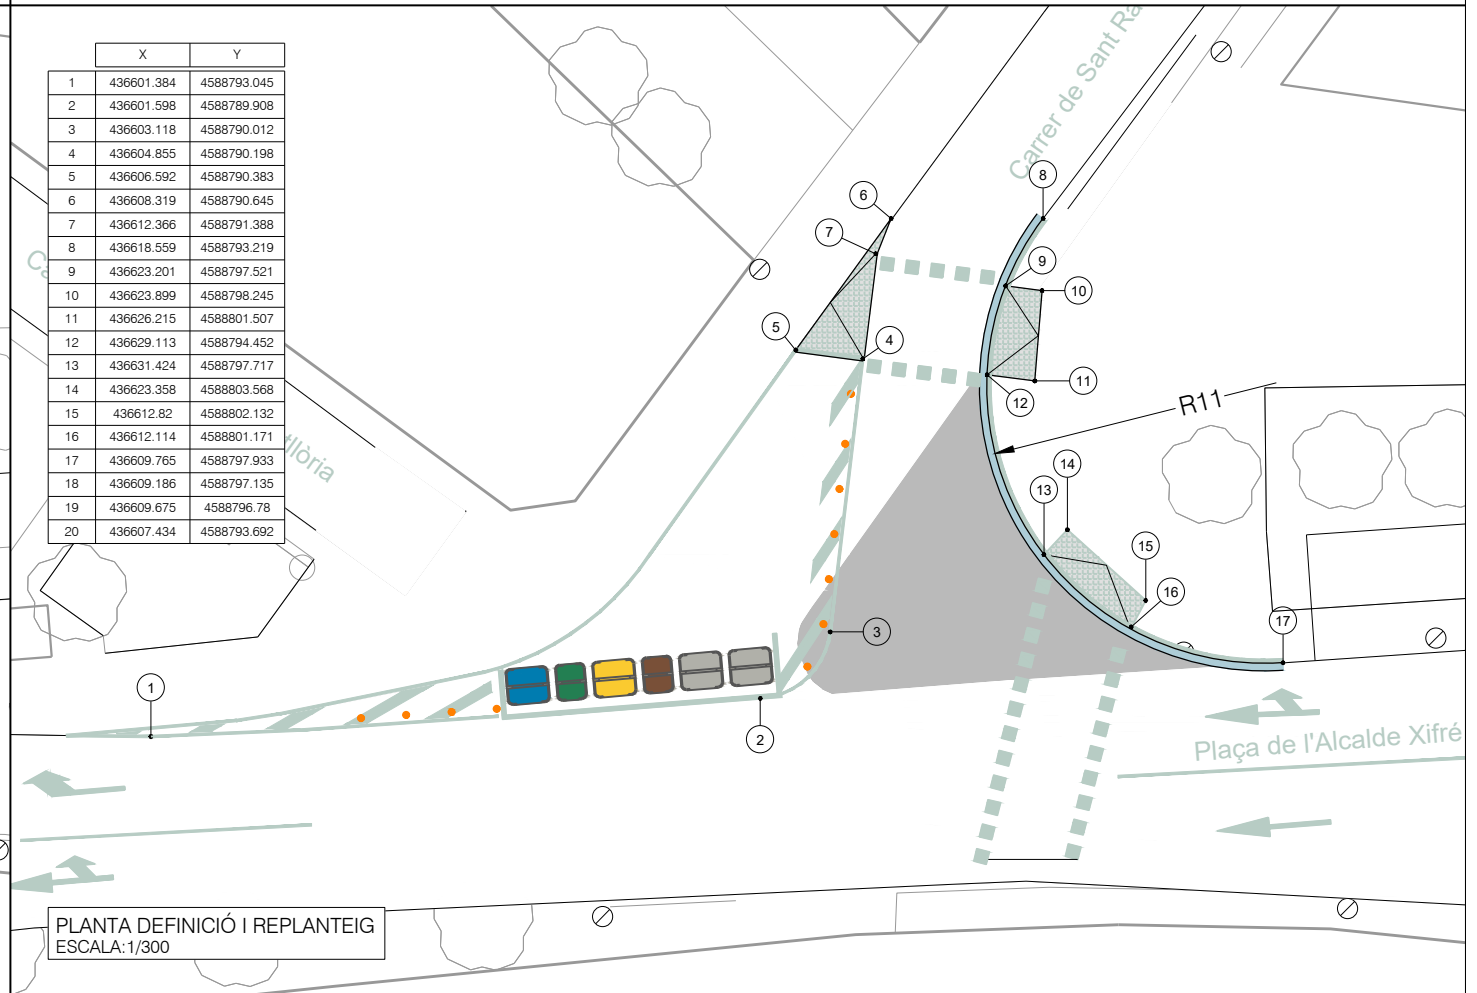 X Y
1 436601.384 4588793.045
2 436601.598 4588789.908
3 436603.118 4588790.012
4 436604.855 4588790.198
5 436606.592 4588790.383
6 436608.319 4588790.645
7 436612.366 4588791.388
8 436618.559 4588793.219
9 436623.201 4588797.521
10 436623.899 4588798.245
11 436626.215 4588801.507
12 436629.113 4588794.452
13 436631.424 4588797.717
14 436623.358 4588803.568
15 436612.82 4588802.132
16 436612.114 4588801.171
17 436609.765 4588797.933
18 436609.186 4588797.135
19 436609.675 4588796.78
20 436607.434 4588793.692
Carrer de Sant Ra
8
6
7
9
10
5
4
11
12
R11
14
13
15
16
17
3
1
2
Plaça de l'Alcalde Xifré
PLANTA DEFINICIÓ I REPLANTEIG
ESCALA:1/300